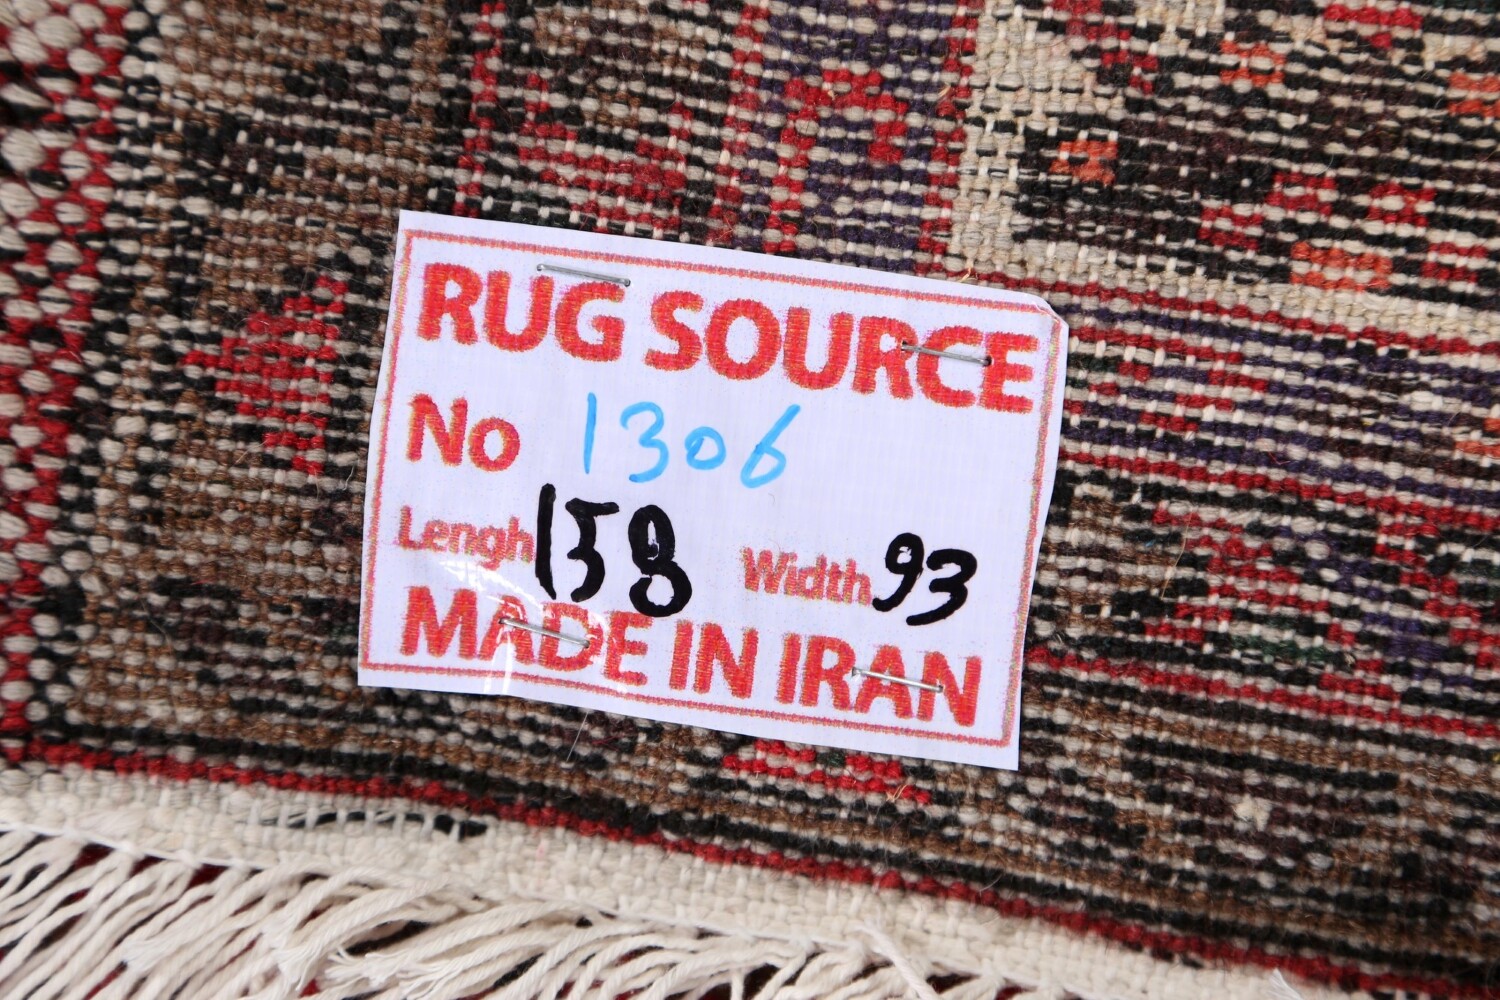 RUG SOURCE
No 1306
Lengh 158 Width 93
MADE IN IRAN